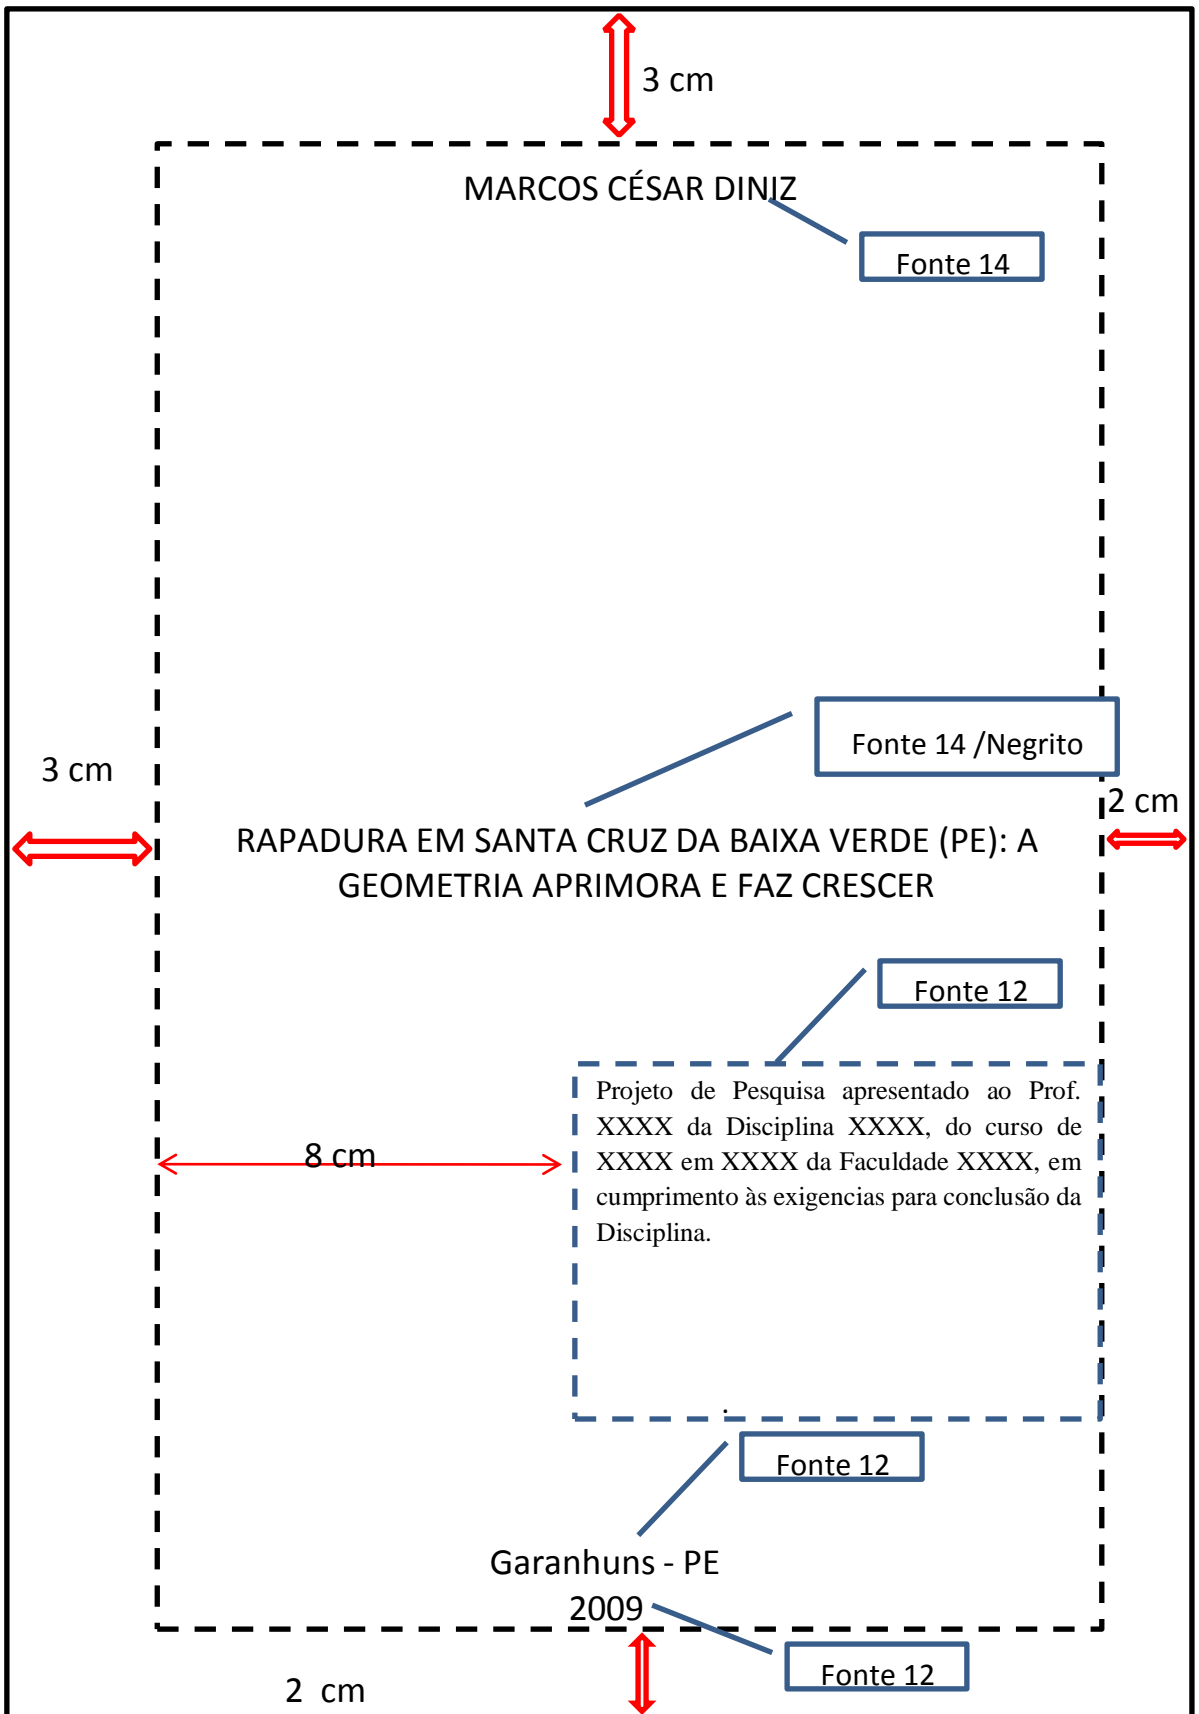 3 cm
MARCOS CÉSAR DINIZ
Fonte 14
Fonte 14 /Negrito
3 cm
2 cm
RAPADURA EM SANTA CRUZ DA BAIXA VERDE (PE): A
GEOMETRIA APRIMORA E FAZ CRESCER
Fonte 12
Projeto de Pesquisa apresentado ao Prof.
XXXX da Disciplina XXXX, do curso de
XXXX em XXXX da Faculdade XXXX, em
cumprimento às exigencias para conclusão da
Disciplina.
8 cm
.
Fonte 12
Garanhuns - PE
2009
Fonte 12
2 cm